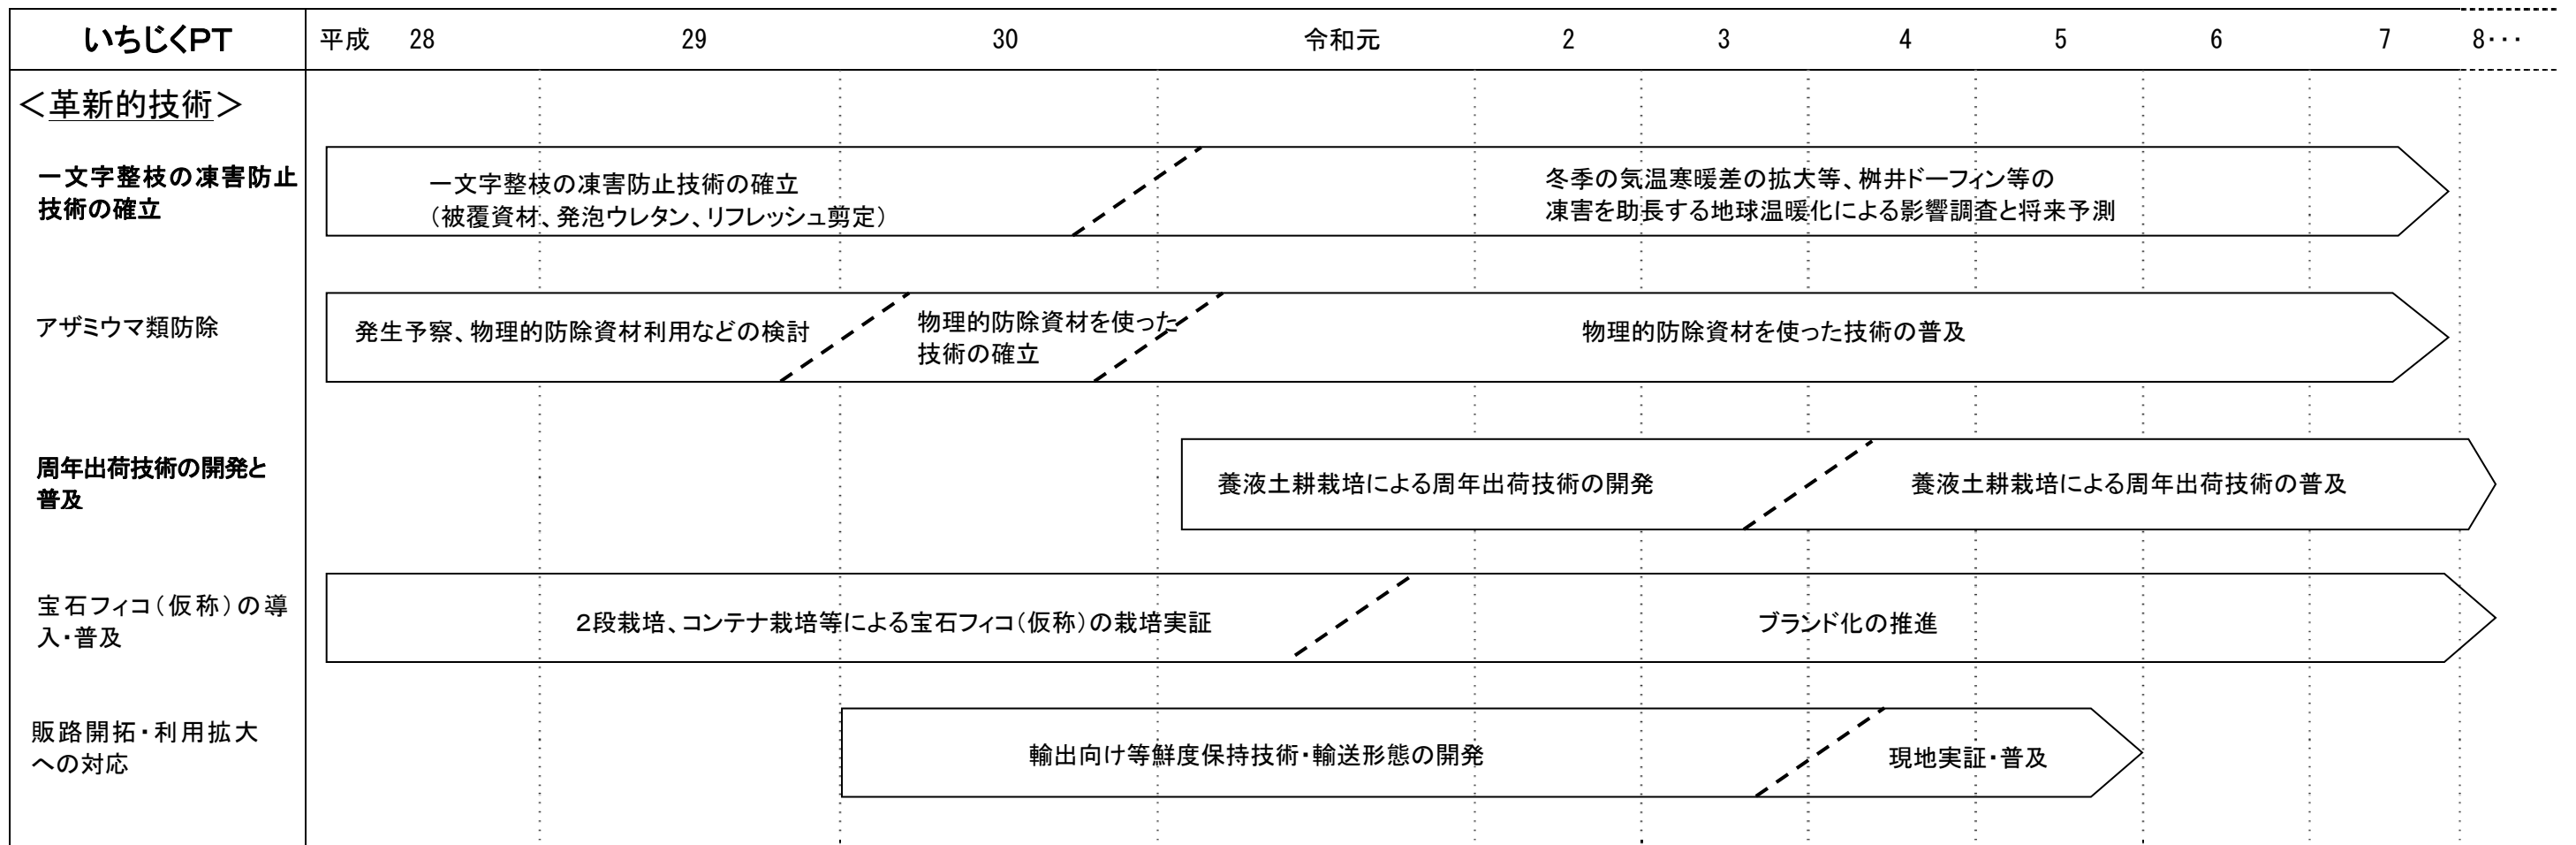 いちじくPT 平成 28 29 30 令和元 2 3 4 5 6 7 8・・・
＜革新的技術＞
一文字整枝の凍害防止
技術の確立
一文字整枝の凍害防止技術の確立
（被覆資材、発泡ウレタン、リフレッシュ剪定）
冬季の気温寒暖差の拡大等、桝井ドーフィン等の
凍害を助長する地球温暖化による影響調査と将来予測
アザミウマ類防除
発生予察、物理的防除資材利用などの検討
物理的防除資材を使った
技術の確立
物理的防除資材を使った技術の普及
周年出荷技術の開発と
普及
養液土耕栽培による周年出荷技術の開発
養液土耕栽培による周年出荷技術の普及
宝石フィコ（仮称）の導
入・普及
２段栽培、コンテナ栽培等による宝石フィコ（仮称）の栽培実証
ブランド化の推進
販路開拓・利用拡大
への対応
輸出向け等鮮度保持技術・輸送形態の開発
現地実証・普及